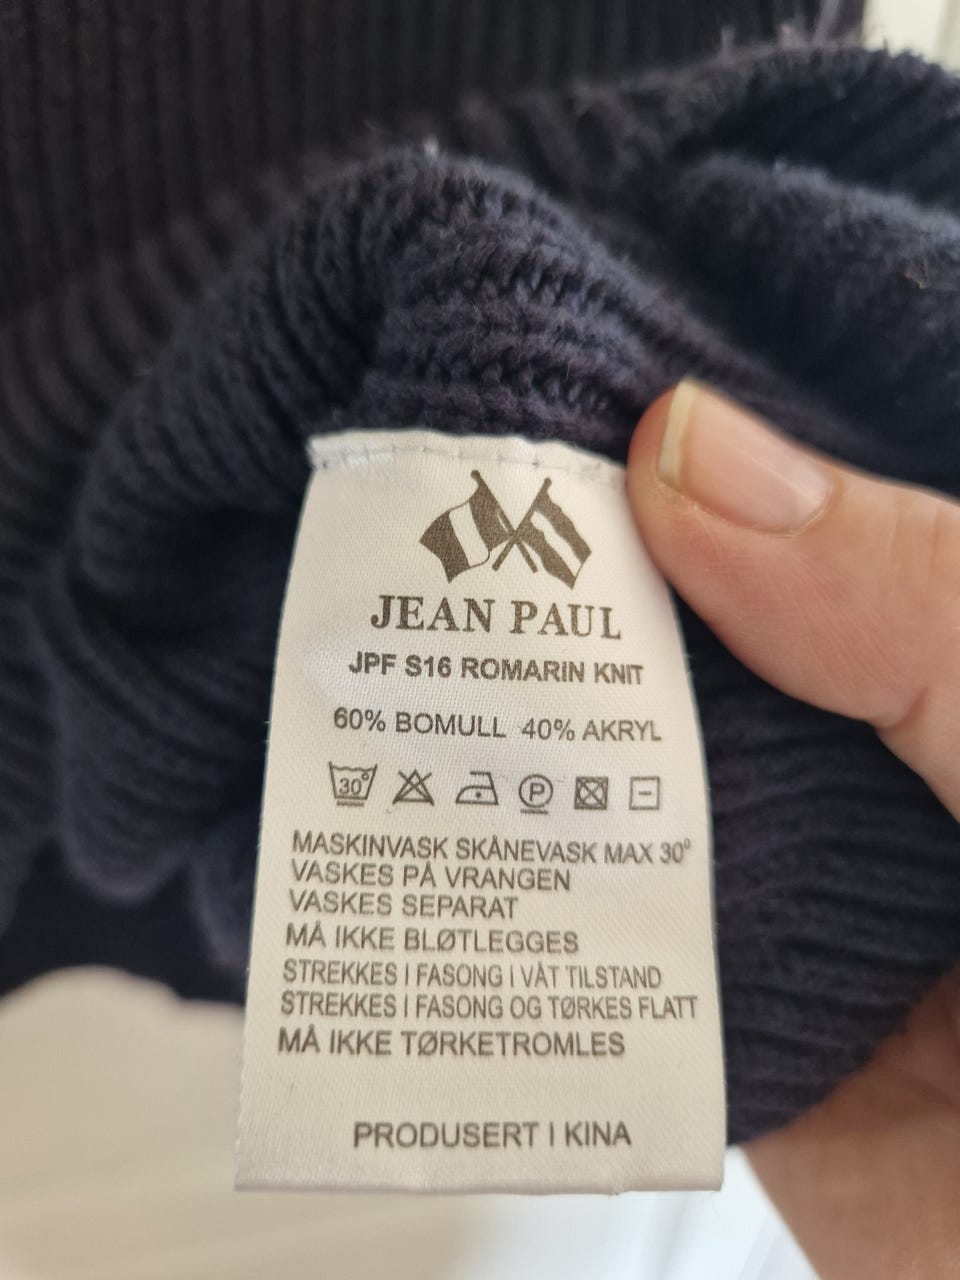 JEAN PAUL
JPF S16 ROMARIN KNIT
60% BOMULL 40% AKRYL
30° P
MASKINVASK SKÅNEVASK MAX 30°
VASKES PÅ VRANGEN
VASKES SEPARAT
MÅ IKKE BLØTLEGGES
STREKKES I FASONG I VÅT TILSTAND
STREKKES I FASONG OG TØRKES FLATT
MÅ IKKE TØRKETROMLES
PRODUSERT I KINA